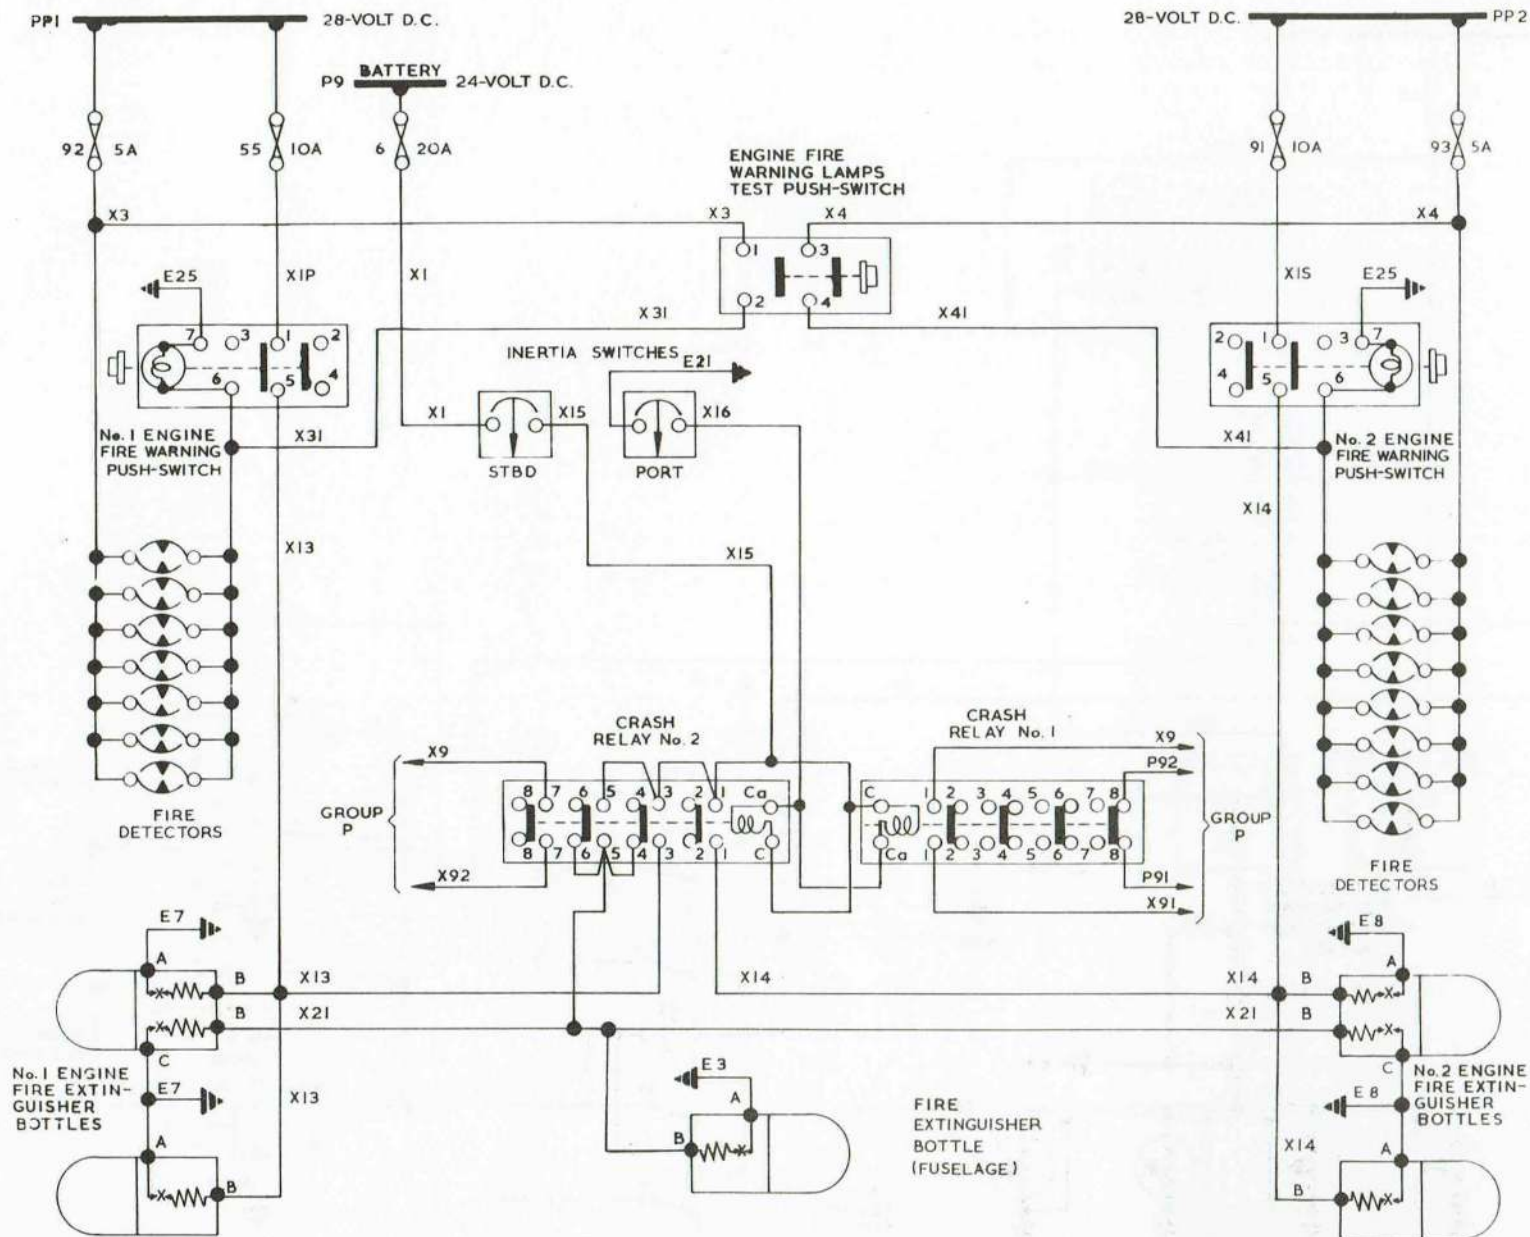 PP1
28-VOLT D.C.
28-VOLT D.C.
PP2
BATTERY
P9
24-VOLT D.C.
92
5A
55
10A
6
20A
91
10A
93
5A
ENGINE FIRE
WARNING LAMPS
TEST PUSH-SWITCH
X3
X3
X4
X4
1
3
2
4
E25
X1P
X1
X31
X41
X1S
E25
7
3
1
2
6
5
4
2
1
3
7
4
5
6
INERTIA SWITCHES
E21
X1
X15
X16
STBD
PORT
No. 1 ENGINE
FIRE WARNING
PUSH-SWITCH
X31
X41
No. 2 ENGINE
FIRE WARNING
PUSH-SWITCH
X13
X15
X14
FIRE
DETECTORS
FIRE
DETECTORS
CRASH
RELAY No. 2
CRASH
RELAY No. 1
X9
X9
P92
GROUP
P
8
7
6
5
4
3
2
1
Ca
8
7
6
5
4
3
2
1
C
C
1
2
3
4
5
6
7
8
Ca
1
2
3
4
5
6
7
8
GROUP
P
X92
P91
X91
E7
A
B
X13
X14
X14
B
A
E8
B
X21
X21
B
C
C
No. 1 ENGINE
FIRE EXTIN-
GUISHER
BOTTLES
E7
X13
A
B
E3
A
B
FIRE
EXTINGUISHER
BOTTLE
(FUSELAGE)
No. 2 ENGINE
FIRE EXTIN-
GUISHER
BOTTLES
E8
X14
A
B